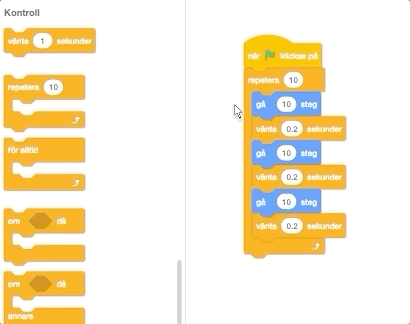 Kontroll
vänta 1 sekunder
repetera 10
för alltid
om då
om då
annars
när klickas på
repetera 10
gå 10 steg
vänta 0.2 sekunder
gå 10 steg
vänta 0.2 sekunder
gå 10 steg
vänta 0.2 sekunder